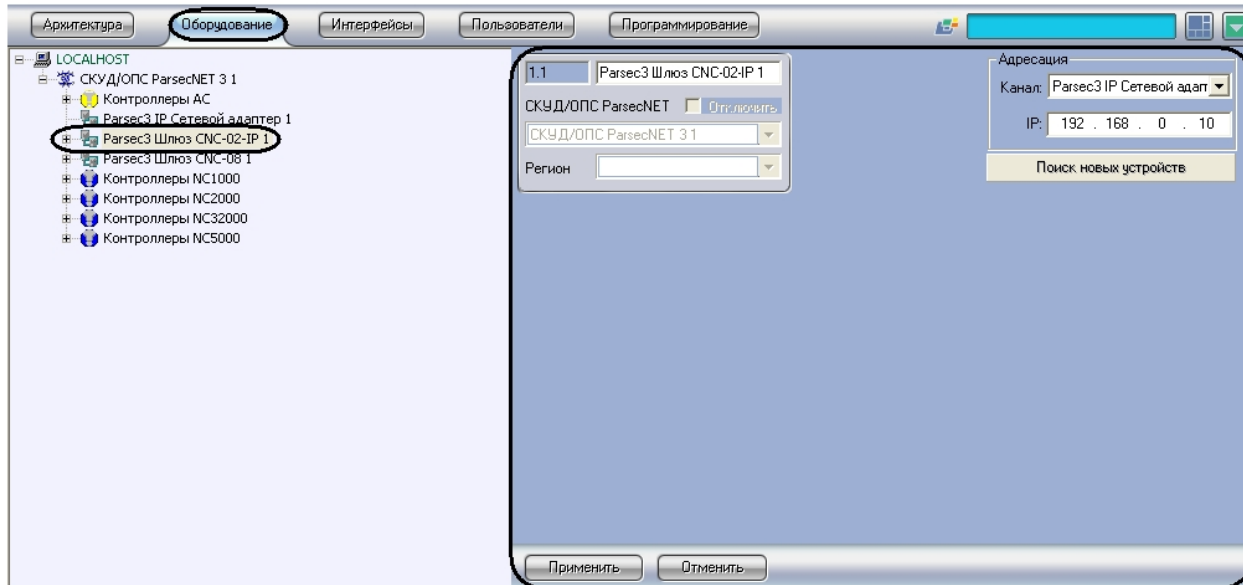 Архитектура Оборудование Интерфейсы Пользователи Программирование
LOCALHOST
СКУД/ОПС ParsecNET 3 1
Контроллеры AC
Parsec3 IP Сетевой адаптер 1
Parsec3 Шлюз CNC-02-IP 1
Parsec3 Шлюз CNC-08 1
Контроллеры NC1000
Контроллеры NC2000
Контроллеры NC32000
Контроллеры NC5000
1.1 Parsec3 Шлюз CNC-02-IP 1
СКУД/ОПС ParsecNET Отключить
СКУД/ОПС ParsecNET 3 1
Регион
Адресация
Канал: Parsec3 IP Сетевой адап
IP: 192 . 168 . 0 . 10
Поиск новых устройств
Применить Отменить